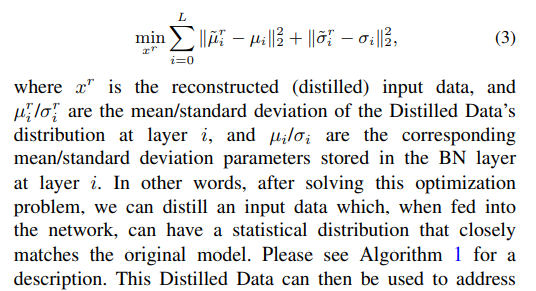 min_{x^r} \sum_{i=0}^{L} \|\tilde{\mu}_i^r - \mu_i\|_2^2 + \|\tilde{\sigma}_i^r - \sigma_i\|_2^2, (3)
where x^r is the reconstructed (distilled) input data, and
μ_i^r/σ_i^r are the mean/standard deviation of the Distilled Data's
distribution at layer i, and μ_i/σ_i are the corresponding
mean/standard deviation parameters stored in the BN layer
at layer i. In other words, after solving this optimization
problem, we can distill an input data which, when fed into
the network, can have a statistical distribution that closely
matches the original model. Please see Algorithm 1 for a
description. This Distilled Data can then be used to address